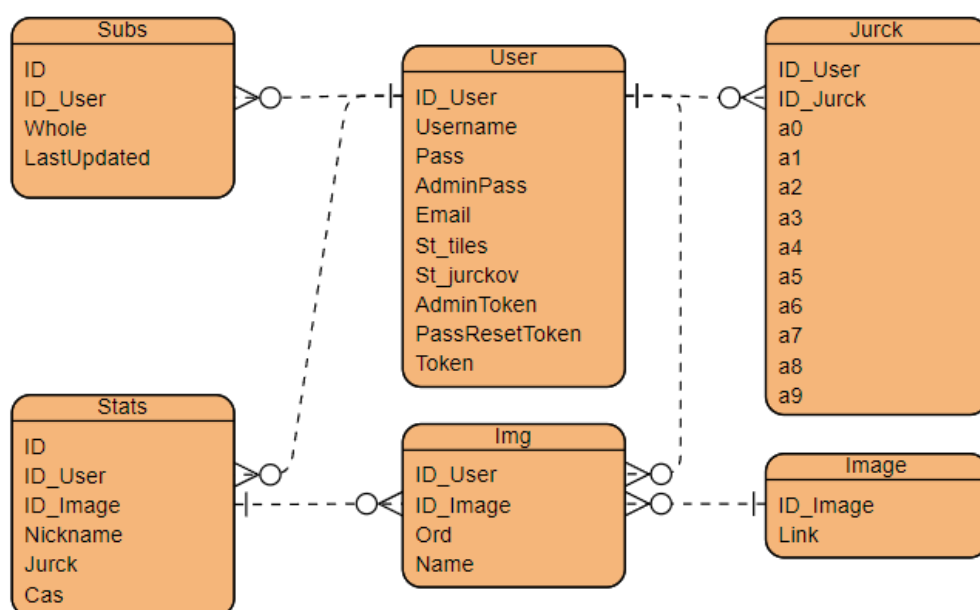 Subs
ID
ID_User
Whole
LastUpdated
User
ID_User
Username
Pass
AdminPass
Email
St_tiles
St_jurckov
AdminToken
PassResetToken
Token
Jurck
ID_User
ID_Jurck
a0
a1
a2
a3
a4
a5
a6
a7
a8
a9
Stats
ID
ID_User
ID_Image
Nickname
Jurck
Cas
Img
ID_User
ID_Image
Ord
Name
Image
ID_Image
Link